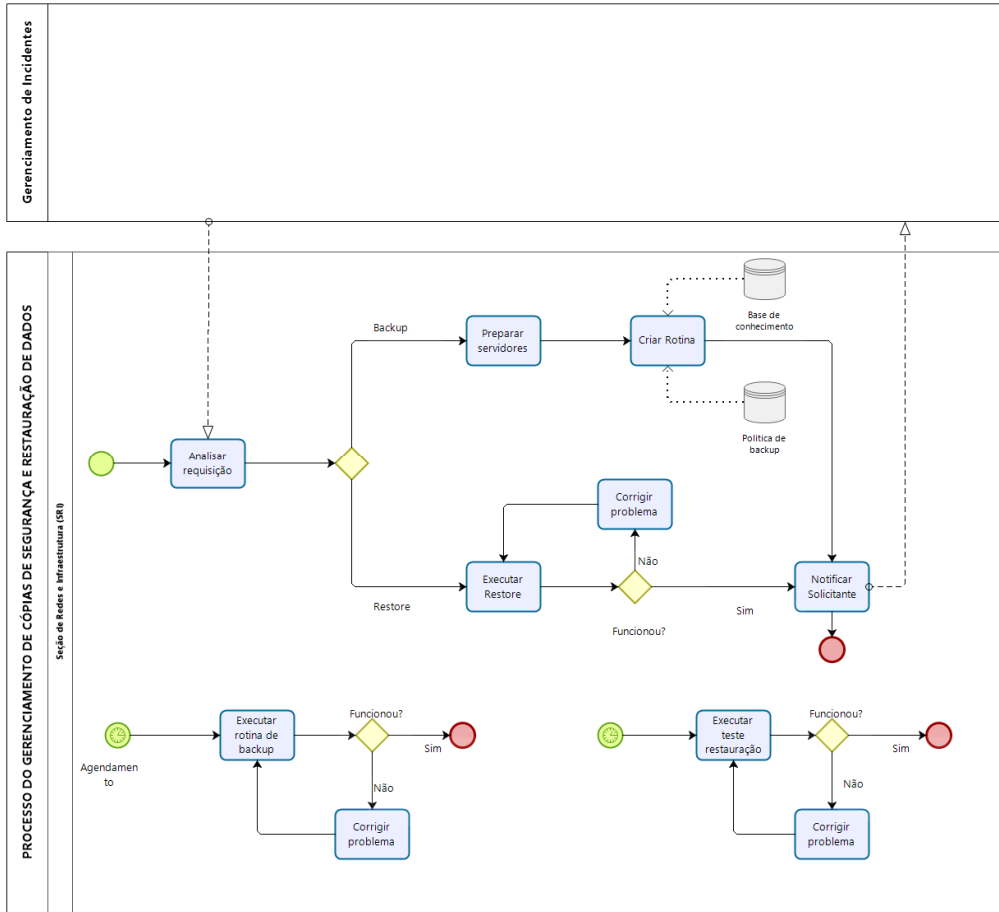 Gerenciamento de Incidentes
PROCESSO DO GERENCIAMENTO DE CÓPIAS DE SEGURANÇA E RESTAURAÇÃO DE DADOS
Seção de Redes e Infraestrutura (SRI)
Base de
conhecimento
Backup
Preparar
servidores
Criar Rotina
Política de
backup
Analisar
requisição
Corrigir
problema
Não
Executar
Restore
Notificar
Solicitante
Restore
Sim
Funcionou?
Agendamen
to
Executar
rotina de
backup
Funcionou?
Sim
Não
Corrigir
problema
Executar
teste
restauração
Funcionou?
Sim
Não
Corrigir
problema